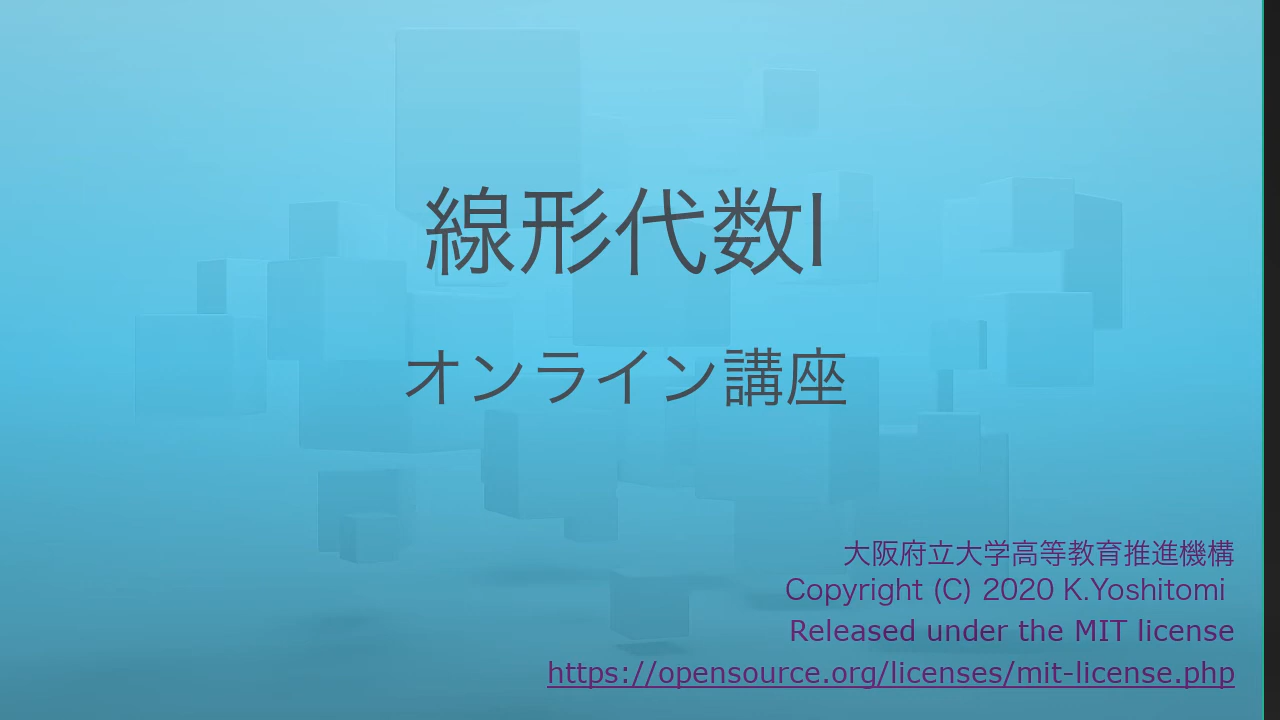 線形代数I
オンライン講座
大阪府立大学高等教育推進機構
Copyright (C) 2020 K.Yoshitomi
Released under the MIT license
https://opensource.org/licenses/mit-license.php